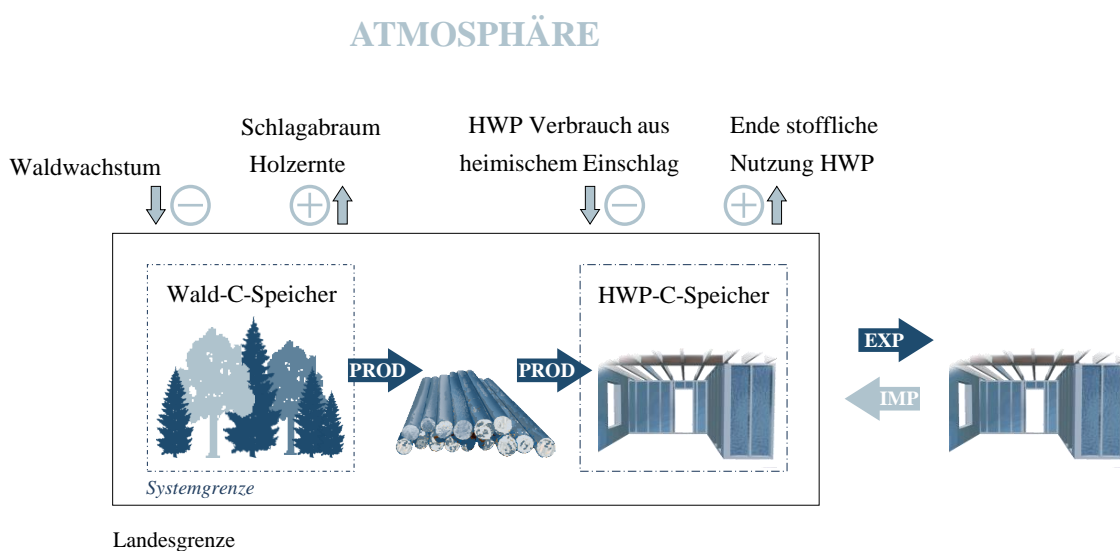 ATMOSPHÄRE
Waldwachstum
Schlagabraum
Holzernte
HWP Verbrauch aus
heimischem Einschlag
Ende stoffliche
Nutzung HWP
Wald-C-Speicher
HWP-C-Speicher
PROD
PROD
EXP
IMP
Systemgrenze
Landesgrenze